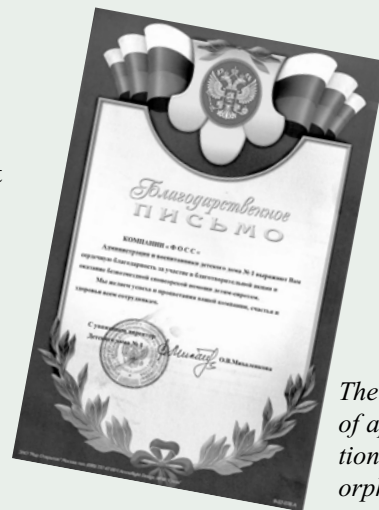 Благодарственное
ПИСЬМО
КОМПАНИИ «ФОСС»
Администрация и воспитанники детского дома № 1 выражают Вам
сердечную благодарность за участие в благотворительной акции и
оказание безвозмездной спонсорской помощи детям-сиротам.
Мы желаем успеха и процветания вашей компании, счастья и
здоровья всем сотрудникам.
С уважением, директор
Детского дома № 1
О.В.Михалникова
The
of a
tion
orph